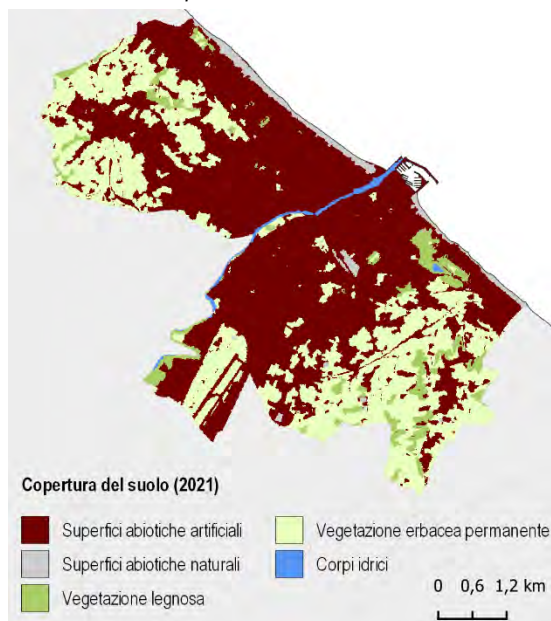 Copertura del suolo (2021)
Superfici abiotiche artificiali
Superfici abiotiche naturali
Vegetazione legnosa
Vegetazione erbacea permanente
Corpi idrici
0 0,6 1,2 km